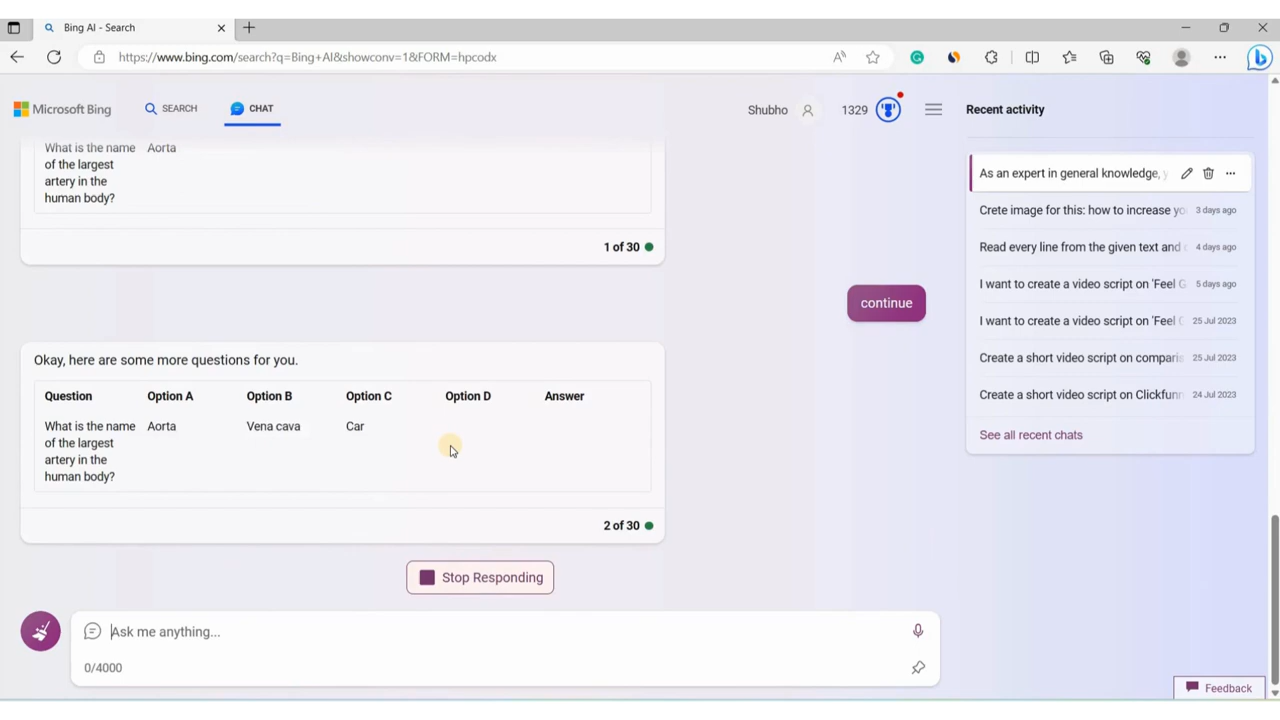 Bing AI - Search
https://www.bing.com/search?q=Bing+AI&showconv=1&FORM=hpcodx
Microsoft Bing
SEARCH
CHAT
Shubho
1329
Recent activity
What is the name of the largest artery in the human body?
Aorta
1 of 30
continue
Okay, here are some more questions for you.
Question Option A Option B Option C Option D Answer
What is the name Aorta Vena cava Car
of the largest
artery in the
human body?
2 of 30
Stop Responding
Ask me anything...
0/4000
As an expert in general knowledge,
Crete image for this: how to increase yo 3 days ago
Read every line from the given text and 4 days ago
I want to create a video script on 'Feel G 5 days ago
I want to create a video script on 'Feel 25 Jul 2023
Create a short video script on comparis 25 Jul 2023
Create a short video script on Clickfun 24 Jul 2023
See all recent chats
Feedback